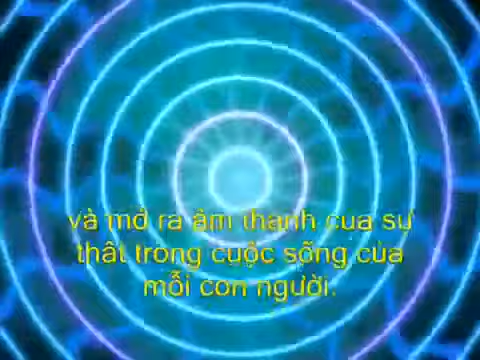 và mở ra âm thanh của sự
thật trong cuộc sống của
mỗi con người.